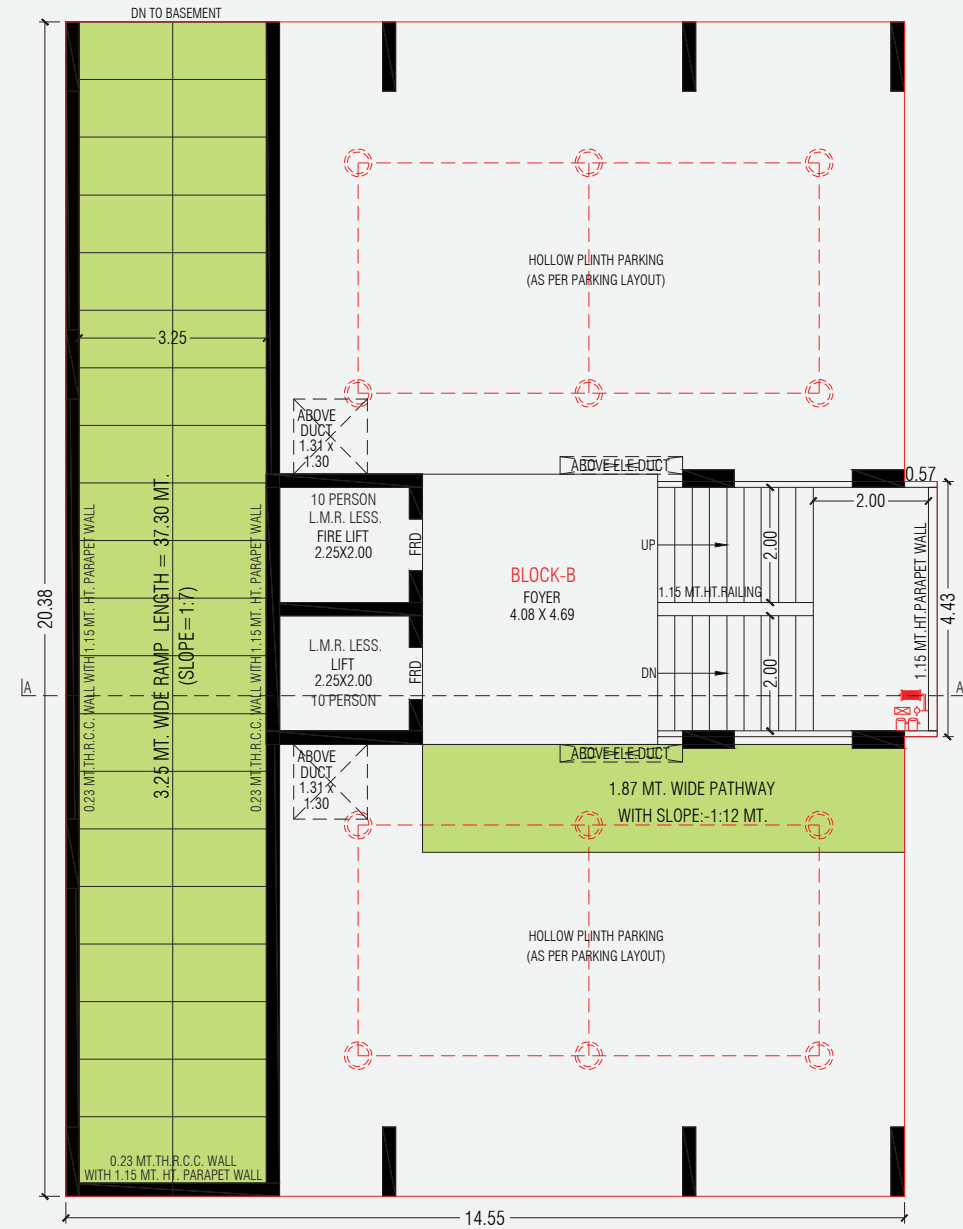 DN TO BASEMENT
HOLLOW PLINTH PARKING
(AS PER PARKING LAYOUT)
3.25
ABOVE
DUCT
1.31 X
1.30
ABOVE ELE.DUCT
0.57
2.00
10 PERSON
L.M.R. LESS.
FIRE LIFT
2.25X2.00
FRD
UP
2.00
BLOCK-B
FOYER
4.08 X 4.69
1.15 MT.HT.RAILING
1.15 MT.HT.PARAPET WALL
4.43
20.38
0.23 MT.TH.R.C.C. WALL WITH 1.15 MT. HT. PARAPET WALL
3.25 MT. WIDE RAMP LENGTH = 37.30 MT.
(SLOPE=1:7)
0.23 MT.TH.R.C.C. WALL WITH 1.15 MT. HT. PARAPET WALL
L.M.R. LESS.
LIFT
2.25X2.00
10 PERSON
FRD
DN
2.00
A
A
ABOVE
DUCT
1.31 X
1.30
ABOVE ELE.DUCT
1.87 MT. WIDE PATHWAY
WITH SLOPE:-1:12 MT.
HOLLOW PLINTH PARKING
(AS PER PARKING LAYOUT)
0.23 MT.TH.R.C.C. WALL
WITH 1.15 MT. HT. PARAPET WALL
14.55